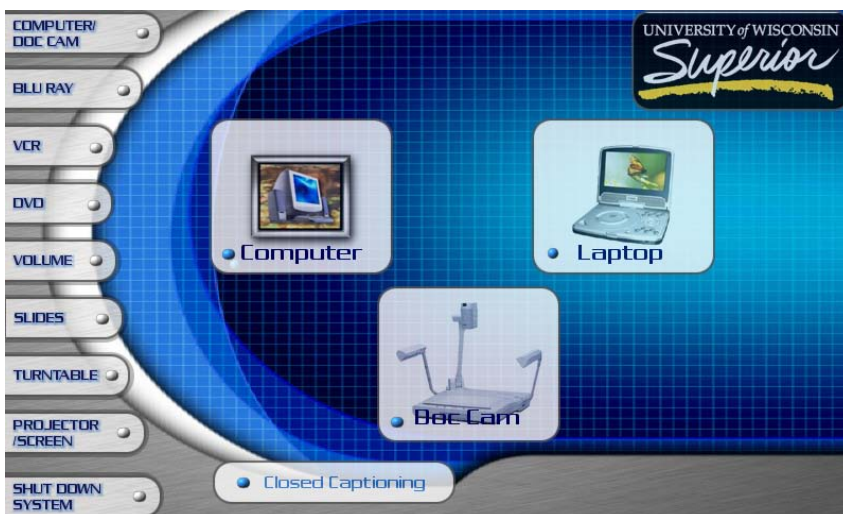 COMPUTER/
DOC CAM
BLU RAY
VCR
DVD
VOLUME
SLIDES
TURNTABLE
PROJECTOR
/SCREEN
SHUT DOWN
SYSTEM
UNIVERSITY of WISCONSIN
Superior
Computer
Laptop
Doc Cam
Closed Captioning